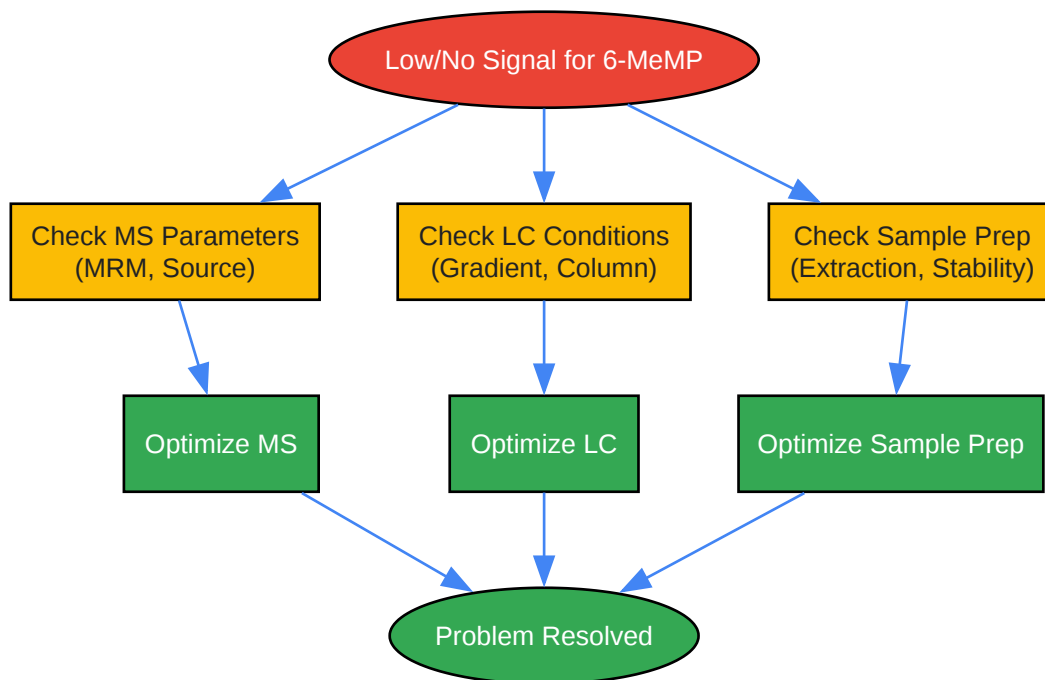 Low/No Signal for 6-MeMP
Check MS Parameters
(MRM, Source)
Check LC Conditions
(Gradient, Column)
Check Sample Prep
(Extraction, Stability)
Optimize MS
Optimize LC
Optimize Sample Prep
Problem Resolved